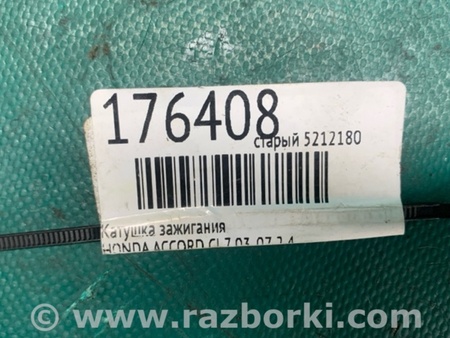 176408
старый 5212180
Катушка зажигания
HONDA ACCORD CL7 03-07 2.4
© www.razborki.com